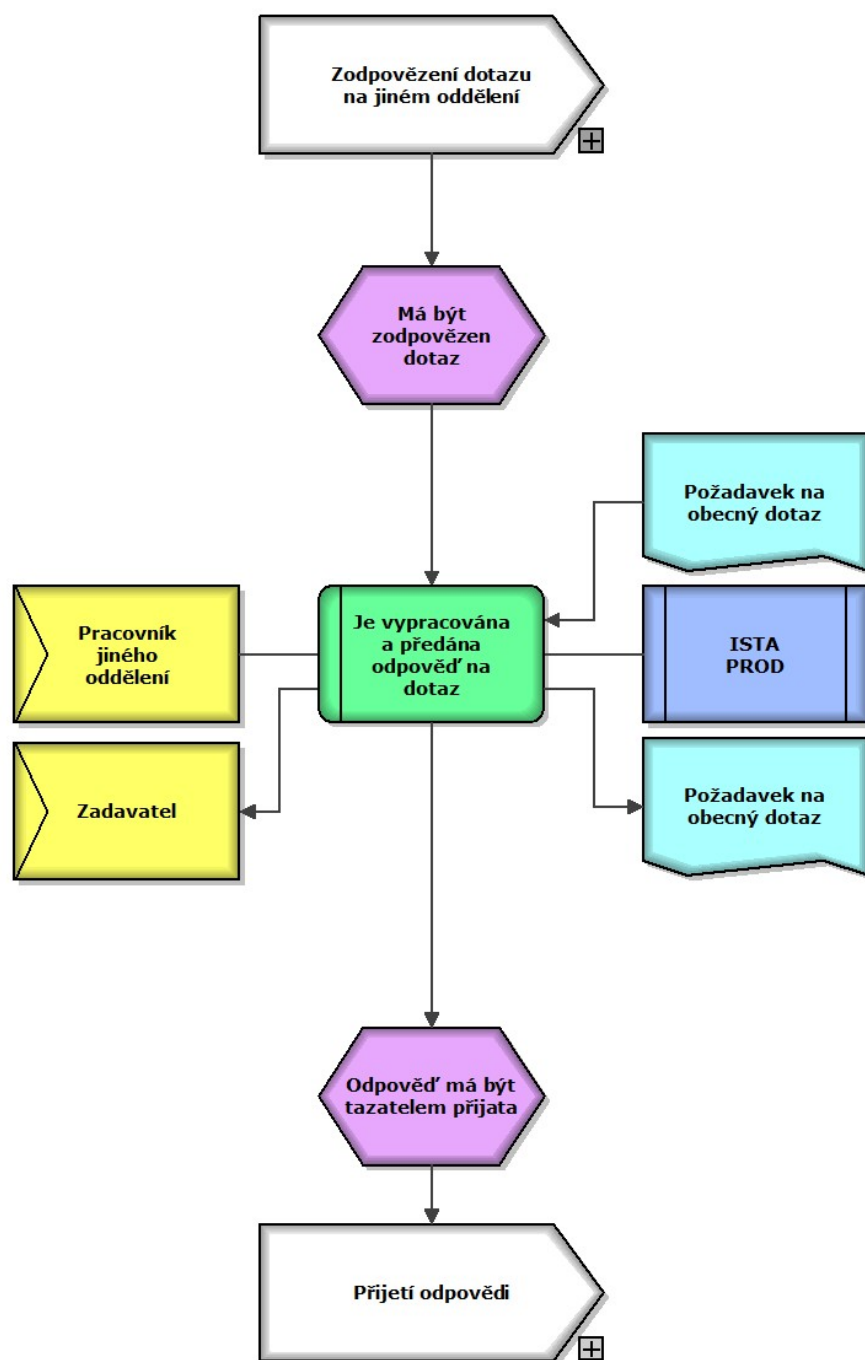 Zodpovězení dotazu
na jiném oddělení
Má být
zodpovězen
dotaz
Požadavek na
obecný dotaz
Pracovník
jiného
oddělení
Je vypracována
a předána
odpověď na
dotaz
ISTA
PROD
Zadavatel
Požadavek na
obecný dotaz
Odpověď má být
tazatelem přijata
Přijetí odpovědi